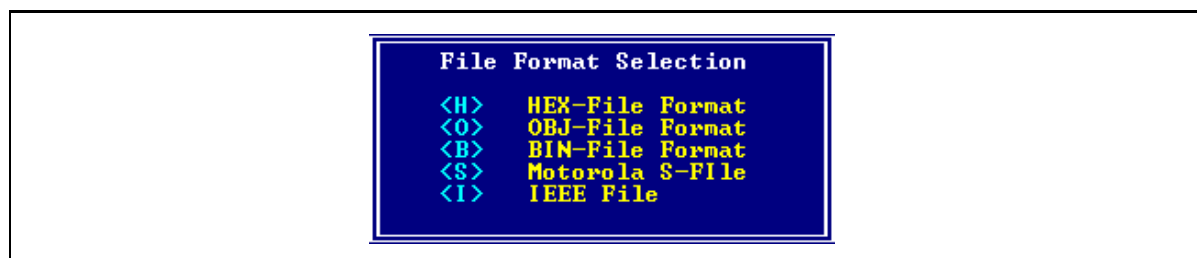 File Format Selection
<H> HEX-File Format
<O> OBJ-File Format
<B> BIN-File Format
<S> Motorola S-FIle
<I> IEEE File